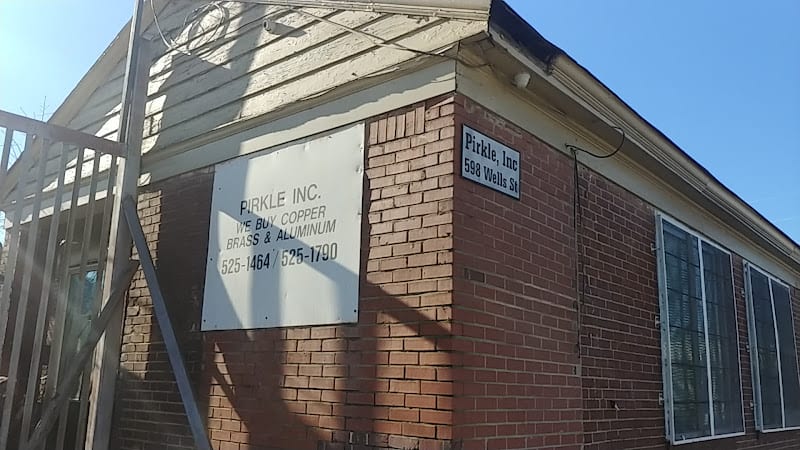 PIRKLE INC.
WE BUY COPPER
BRASS & ALUMINUM
525-1464 / 525-1790
Pirkle, Inc
598 Wells St